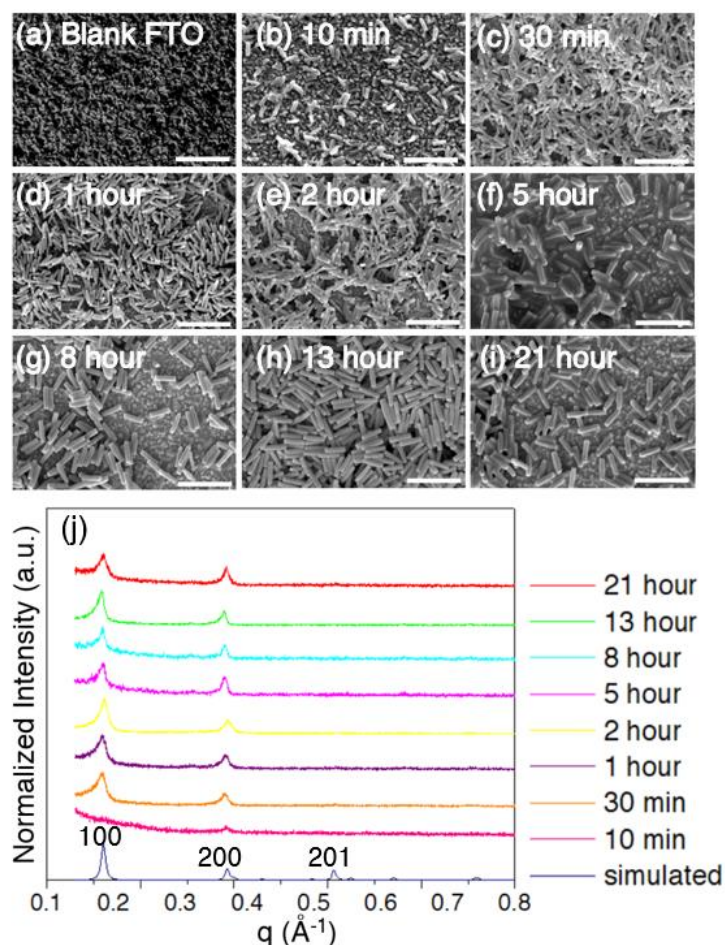 (a) Blank FTO
(b) 10 min
(c) 30 min
(d) 1 hour
(e) 2 hour
(f) 5 hour
(g) 8 hour
(h) 13 hour
(i) 21 hour
(j)
Normalized Intensity (a.u.)
21 hour
13 hour
8 hour
5 hour
2 hour
1 hour
30 min
10 min
simulated
100
200
201
0.1 0.2 0.3 0.4 0.5 0.6 0.7 0.8
q (Å⁻¹)